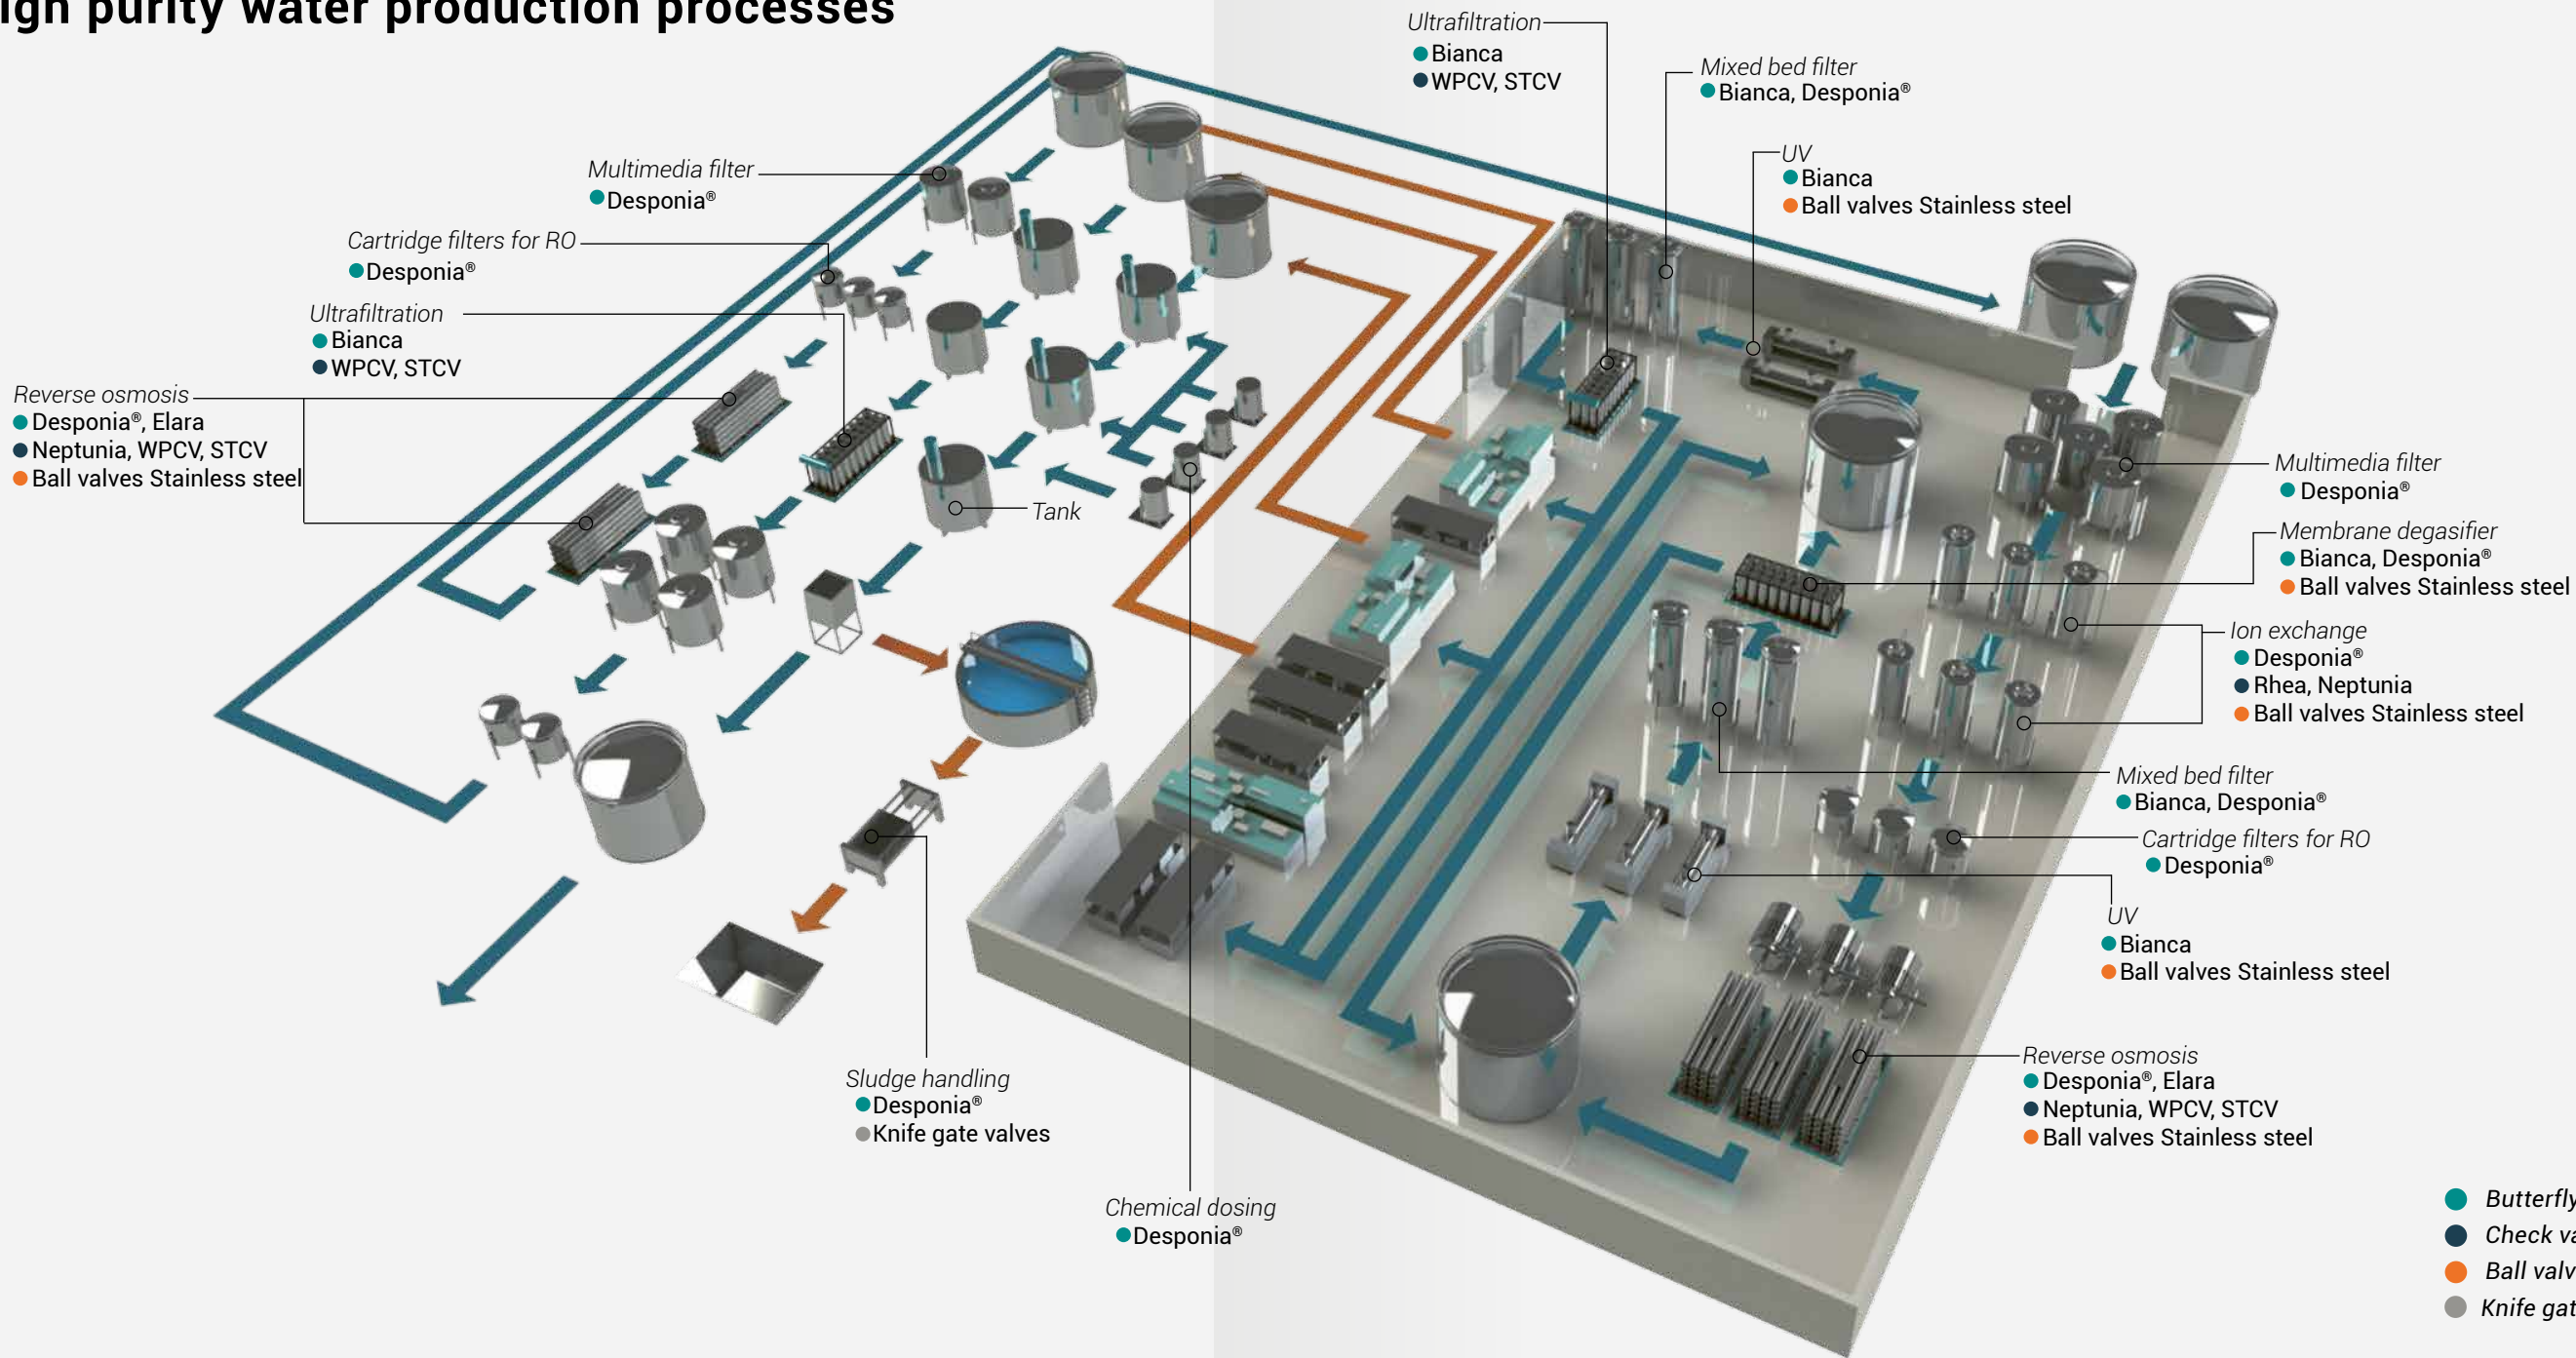 igh purity water production processes
Ultrafiltration
Bianca
WPCV, STCV
Mixed bed filter
Bianca, Desponia®
UV
Bianca
Ball valves Stainless steel
Multimedia filter
Desponia®
Cartridge filters for RO
Desponia®
Ultrafiltration
Bianca
WPCV, STCV
Reverse osmosis
Desponia®, Elara
Neptunia, WPCV, STCV
Ball valves Stainless steel
Tank
Multimedia filter
Desponia®
Membrane degasifier
Bianca, Desponia®
Ball valves Stainless steel
Ion exchange
Desponia®
Rhea, Neptunia
Ball valves Stainless steel
Mixed bed filter
Bianca, Desponia®
Cartridge filters for RO
Desponia®
UV
Bianca
Ball valves Stainless steel
Reverse osmosis
Desponia®, Elara
Neptunia, WPCV, STCV
Ball valves Stainless steel
Sludge handling
Desponia®
Knife gate valves
Chemical dosing
Desponia®
Butterfly
Check va
Ball valv
Knife gat